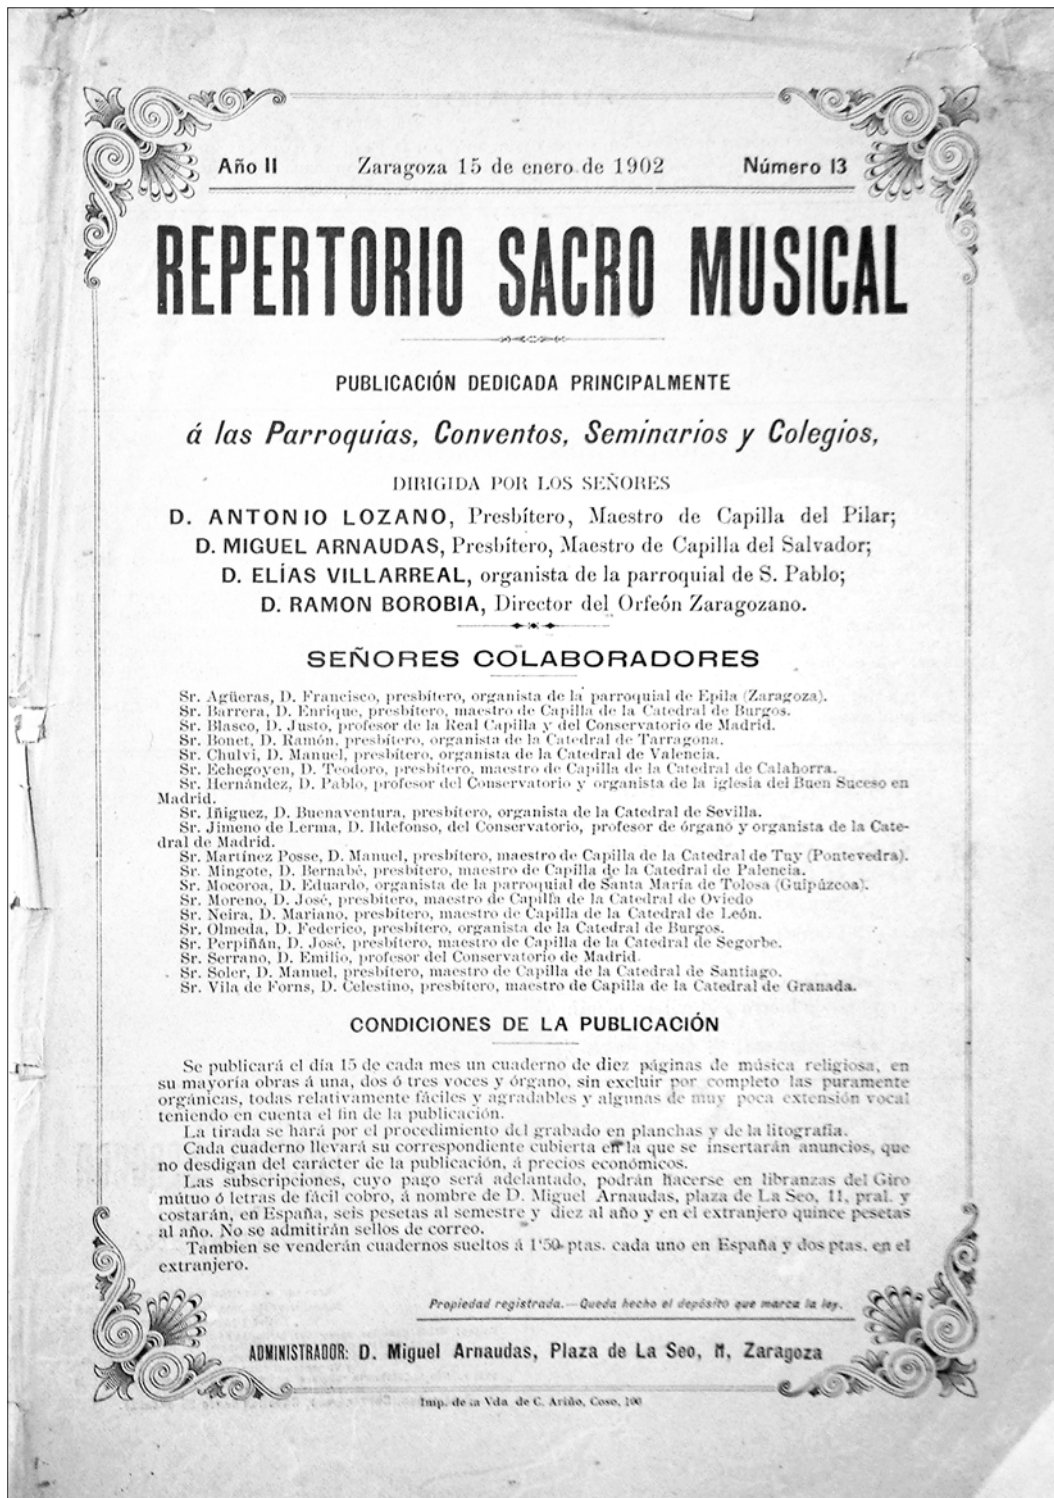 Año II Zaragoza 15 de enero de 1902 Número 13
REPERTORIO SACRO MUSICAL
PUBLICACIÓN DEDICADA PRINCIPALMENTE
á las Parroquias, Conventos, Seminarios y Colegios,
DIRIGIDA POR LOS SEÑORES
D. ANTONIO LOZANO, Presbítero, Maestro de Capilla del Pilar;
D. MIGUEL ARNAUDAS, Presbítero, Maestro de Capilla del Salvador;
D. ELÍAS VILLARREAL, organista de la parroquial de S. Pablo;
D. RAMON BOROBIA, Director del Orfeón Zaragozano.
SEÑORES COLABORADORES
Sr. Agüeras, D. Francisco, presbítero, organista de la parroquial de Epila (Zaragoza).
Sr. Barrera, D. Enrique, presbítero, maestro de Capilla de la Catedral de Burgos.
Sr. Blasco, D. Justo, profesor de la Real Capilla y del Conservatorio de Madrid.
Sr. Bonet, D. Ramón, presbítero, organista de la Catedral de Tarragona.
Sr. Chulvi, D. Manuel, presbítero, organista de la Catedral de Valencia.
Sr. Echegoyen, D. Teodoro, presbítero, maestro de Capilla de la Catedral de Calahorra.
Sr. Hernández, D. Pablo, profesor del Conservatorio y organista de la iglesia del Buen Suceso en
Madrid.
Sr. Iñiguez, D. Buenaventura, presbítero, organista de la Catedral de Sevilla.
Sr. Jimeno de Lerma, D. Ildefonso, del Conservatorio, profesor de órgano y organista de la Cate-
dral de Madrid.
Sr. Martínez Posse, D. Manuel, presbítero, maestro de Capilla de la Catedral de Tuy (Pontevedra).
Sr. Mingote, D. Bernabé, presbítero, maestro de Capilla de la Catedral de Palencia.
Sr. Mocoroa, D. Eduardo, organista de la parroquial de Santa María de Tolosa (Guipúzcoa).
Sr. Moreno, D. José, presbítero, maestro de Capilla de la Catedral de Oviedo
Sr. Neira, D. Mariano, presbítero, maestro de Capilla de la Catedral de León.
Sr. Olmeda, D. Federico, presbítero, organista de la Catedral de Burgos.
Sr. Perpiñán, D. José, presbítero, maestro de Capilla de la Catedral de Segorbe.
Sr. Serrano, D. Emilio, profesor del Conservatorio de Madrid.
Sr. Soler, D. Manuel, presbítero, maestro de Capilla de la Catedral de Santiago.
Sr. Vila de Forns, D. Celestino, presbítero, maestro de Capilla de la Catedral de Granada.
CONDICIONES DE LA PUBLICACIÓN
Se publicará el día 15 de cada mes un cuaderno de diez páginas de música religiosa, en
su mayoría obras á una, dos ó tres voces y órgano, sin excluir por completo las puramente
orgánicas, todas relativamente fáciles y agradables y algunas de muy poca extensión vocal
teniendo en cuenta el fin de la publicación.
La tirada se hará por el procedimiento del grabado en planchas y de la litografía.
Cada cuaderno llevará su correspondiente cubierta en la que se insertarán anuncios, que
no desdigan del carácter de la publicación, á precios económicos.
Las subscripciones, cuyo pago será adelantado, podrán hacerse en libranzas del Giro
mútuo ó letras de fácil cobro, á nombre de D. Miguel Arnaudas, plaza de La Seo, 11, pral. y
costarán, en España, seis pesetas al semestre y diez al año y en el extranjero quince pesetas
al año. No se admitirán sellos de correo.
Tambien se venderán cuadernos sueltos á 1'50 ptas. cada uno en España y dos ptas. en el
extranjero.
Propiedad registrada.—Queda hecho el depósito que marca la ley.
ADMINISTRADOR: D. Miguel Arnaudas, Plaza de La Seo, 11, Zaragoza
Imp. de la Vda. de C. Ariño, Coso, 100